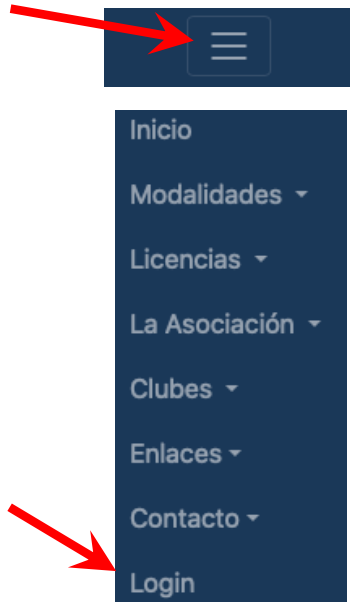 Inicio
Modalidades
Licencias
La Asociación
Clubes
Enlaces
Contacto
Login